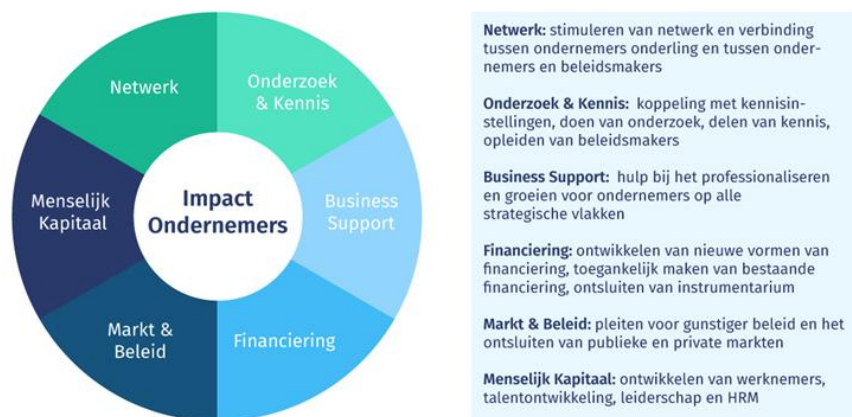 Netwerk
Onderzoek
& Kennis
Menselijk
Kapitaal
Impact
Ondernemers
Business
Support
Markt &
Beleid
Financiering
Netwerk: stimuleren van netwerk en verbinding
tussen ondernemers onderling en tussen onder-
nemers en beleidsmakers
Onderzoek & Kennis: koppeling met kennisin-
stellingen, doen van onderzoek, delen van kennis,
opleiden van beleidsmakers
Business Support: hulp bij het professionaliseren
en groeien voor ondernemers op alle
strategische vlakken
Financiering: ontwikkelen van nieuwe vormen van
financiering, toegankelijk maken van bestaande
financiering, ontsluiten van instrumentarium
Markt & Beleid: pleiten voor gunstiger beleid en het
ontsluiten van publieke en private markten
Menselijk Kapitaal: ontwikkelen van werknemers,
talentontwikkeling, leiderschap en HRM